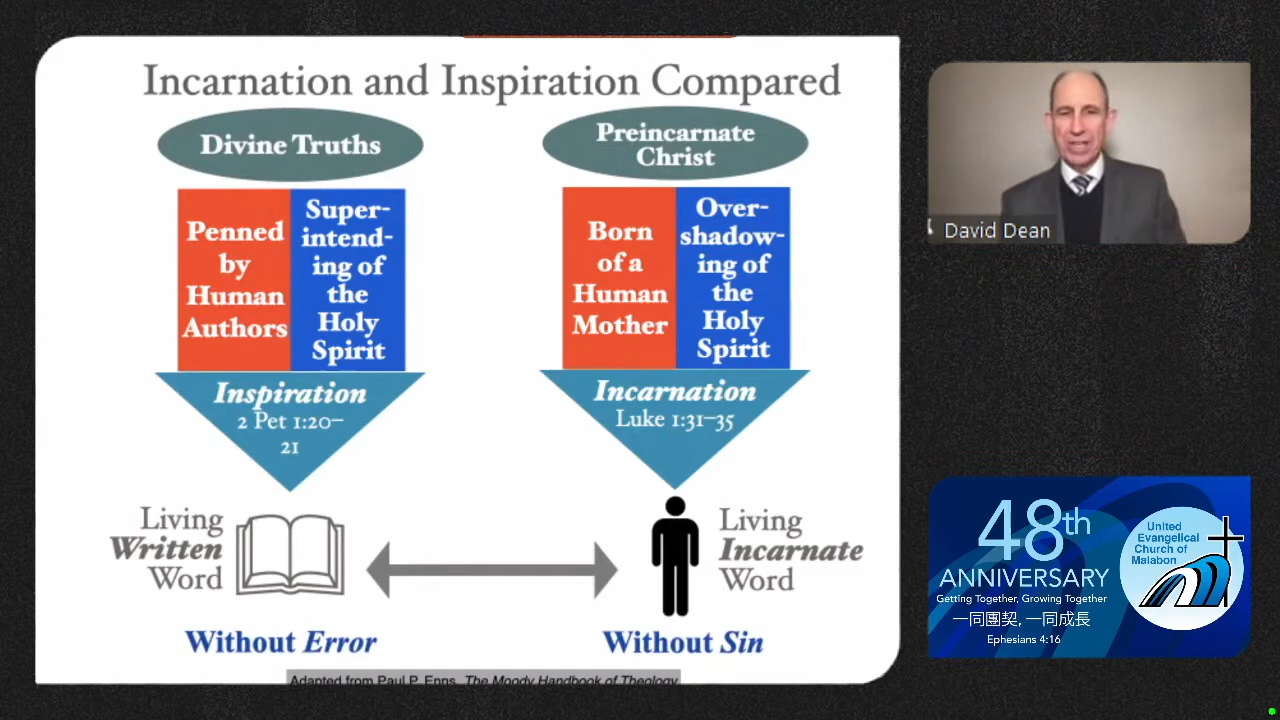 Incarnation and Inspiration Compared
Divine Truths
Penned
by
Human
Authors
Super-
intend-
ing of
the
Holy
Spirit
Inspiration
2 Pet 1:20–
21
Living
Written
Word
Without Error
Preincarnate
Christ
Born
of a
Human
Mother
Over-
shadow-
ing of
the
Holy
Spirit
Incarnation
Luke 1:31–35
Living
Incarnate
Word
Without Sin
Adapted from Paul P. Enns, The Moody Handbook of Theology
David Dean
48th
ANNIVERSARY
Getting Together, Growing Together
一同團契, 一同成長
Ephesians 4:16
United
Evangelical
Church of
Malabon